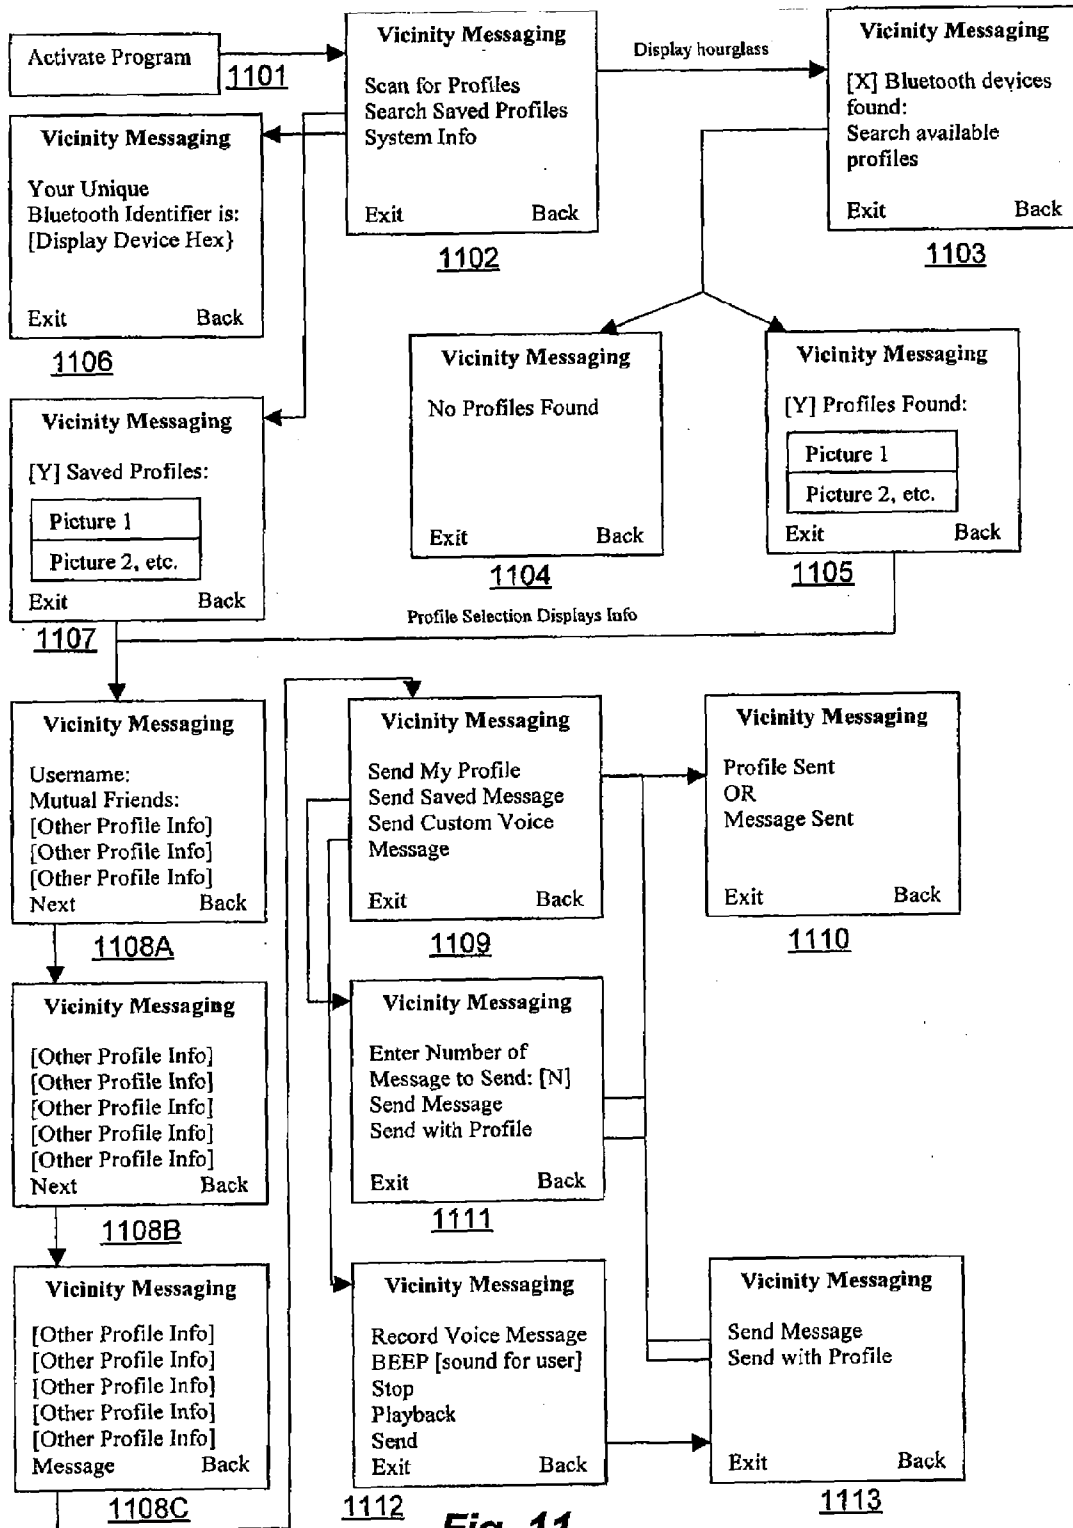 Activate Program
1101
Vicinity Messaging
Scan for Profiles
Search Saved Profiles
System Info
Exit Back
1102
Display hourglass
Vicinity Messaging
[X] Bluetooth devices
found:
Search available
profiles
Exit Back
1103
Vicinity Messaging
Your Unique
Bluetooth Identifier is:
[Display Device Hex}
Exit Back
1106
Vicinity Messaging
No Profiles Found
Exit Back
1104
Vicinity Messaging
[Y] Profiles Found:
Picture 1
Picture 2, etc.
Exit Back
1105
Vicinity Messaging
[Y] Saved Profiles:
Picture 1
Picture 2, etc.
Exit Back
1107
Profile Selection Displays Info
Vicinity Messaging
Username:
Mutual Friends:
[Other Profile Info]
[Other Profile Info]
[Other Profile Info]
Next Back
1108A
Vicinity Messaging
Send My Profile
Send Saved Message
Send Custom Voice
Message
Exit Back
1109
Vicinity Messaging
Profile Sent
OR
Message Sent
Exit Back
1110
Vicinity Messaging
[Other Profile Info]
[Other Profile Info]
[Other Profile Info]
[Other Profile Info]
[Other Profile Info]
Next Back
1108B
Vicinity Messaging
Enter Number of
Message to Send: [N]
Send Message
Send with Profile
Exit Back
1111
Vicinity Messaging
[Other Profile Info]
[Other Profile Info]
[Other Profile Info]
[Other Profile Info]
[Other Profile Info]
Message Back
1108C
Vicinity Messaging
Record Voice Message
BEEP [sound for user]
Stop
Playback
Send
Exit Back
1112
Vicinity Messaging
Send Message
Send with Profile
Exit Back
1113
Fig. 11